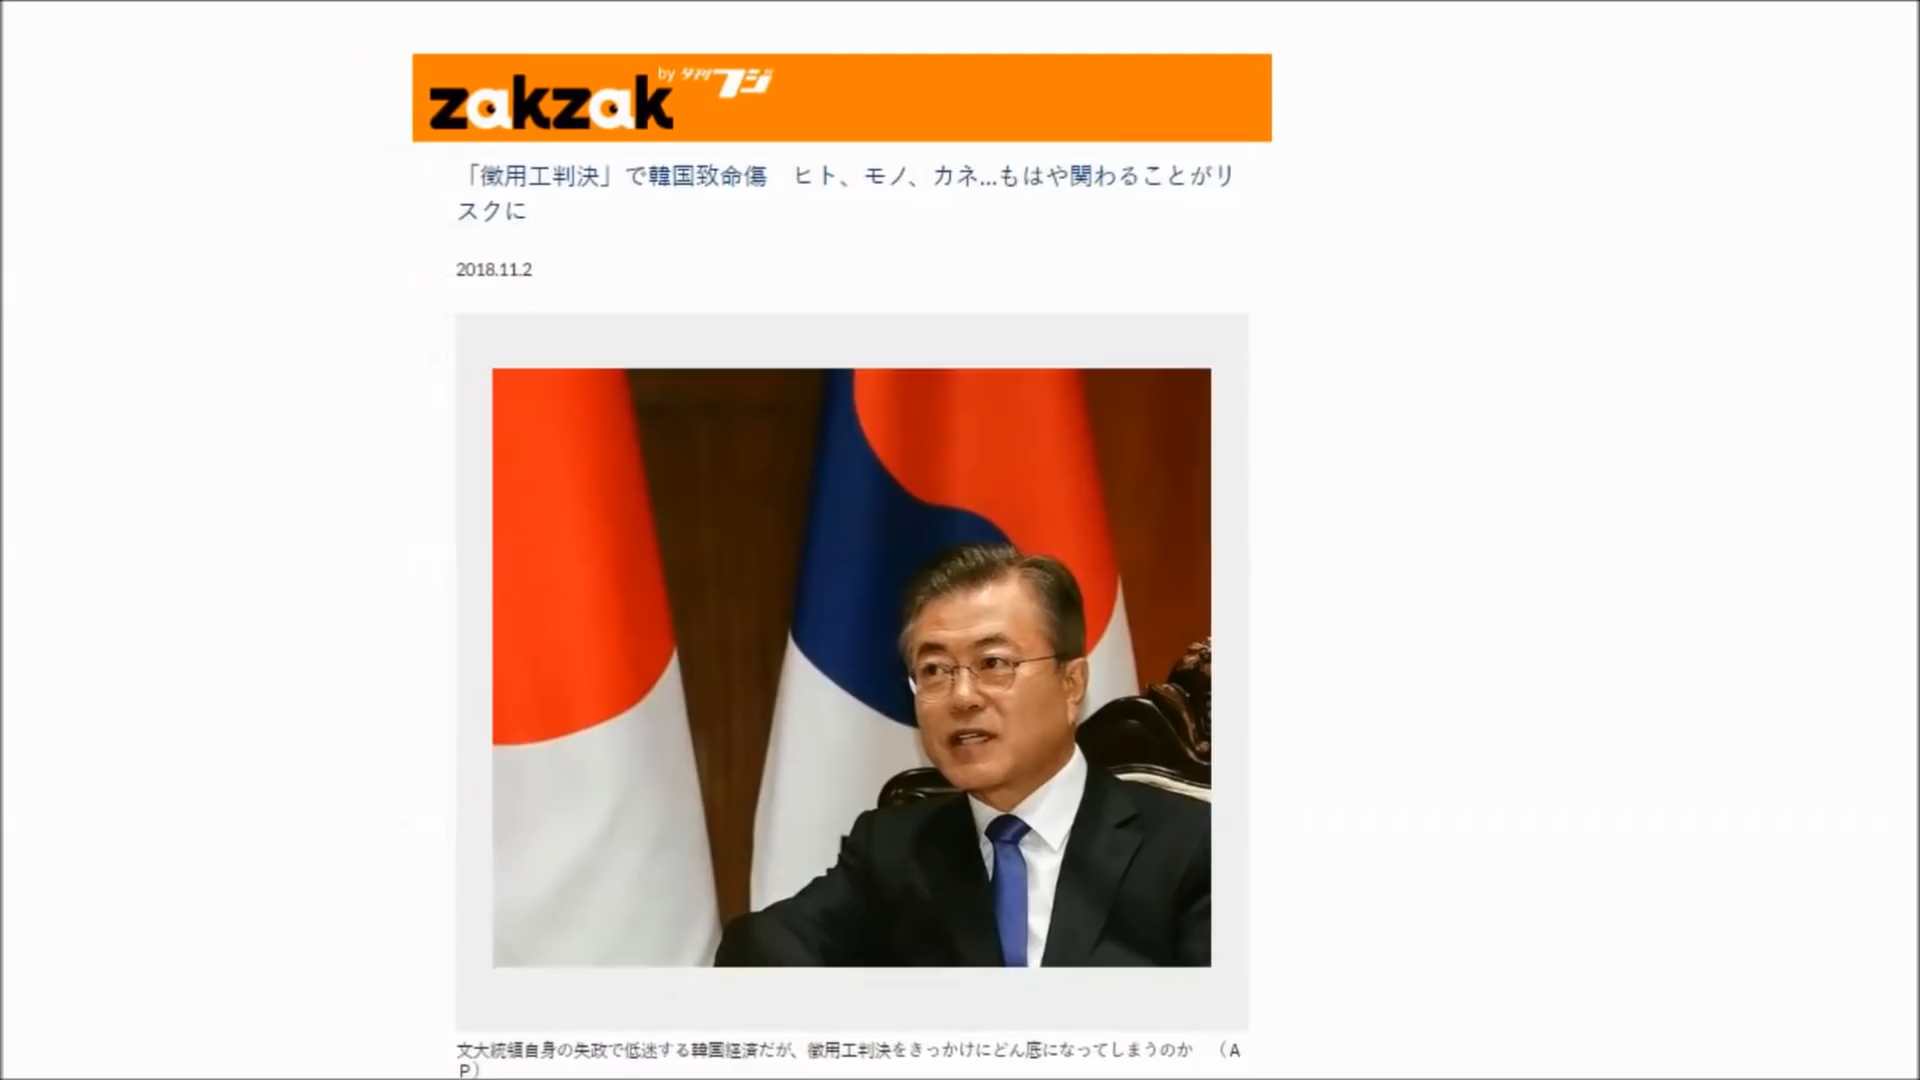 zakzak by 夕刊フジ
「徴用工判決」で韓国致命傷　ヒト、モノ、カネ...もはや関わることがリ
スクに
2018.11.2
文大統領自身の失政で低迷する韓国経済だが、徴用工判決をきっかけにどん底になってしまうのか　（A
P）